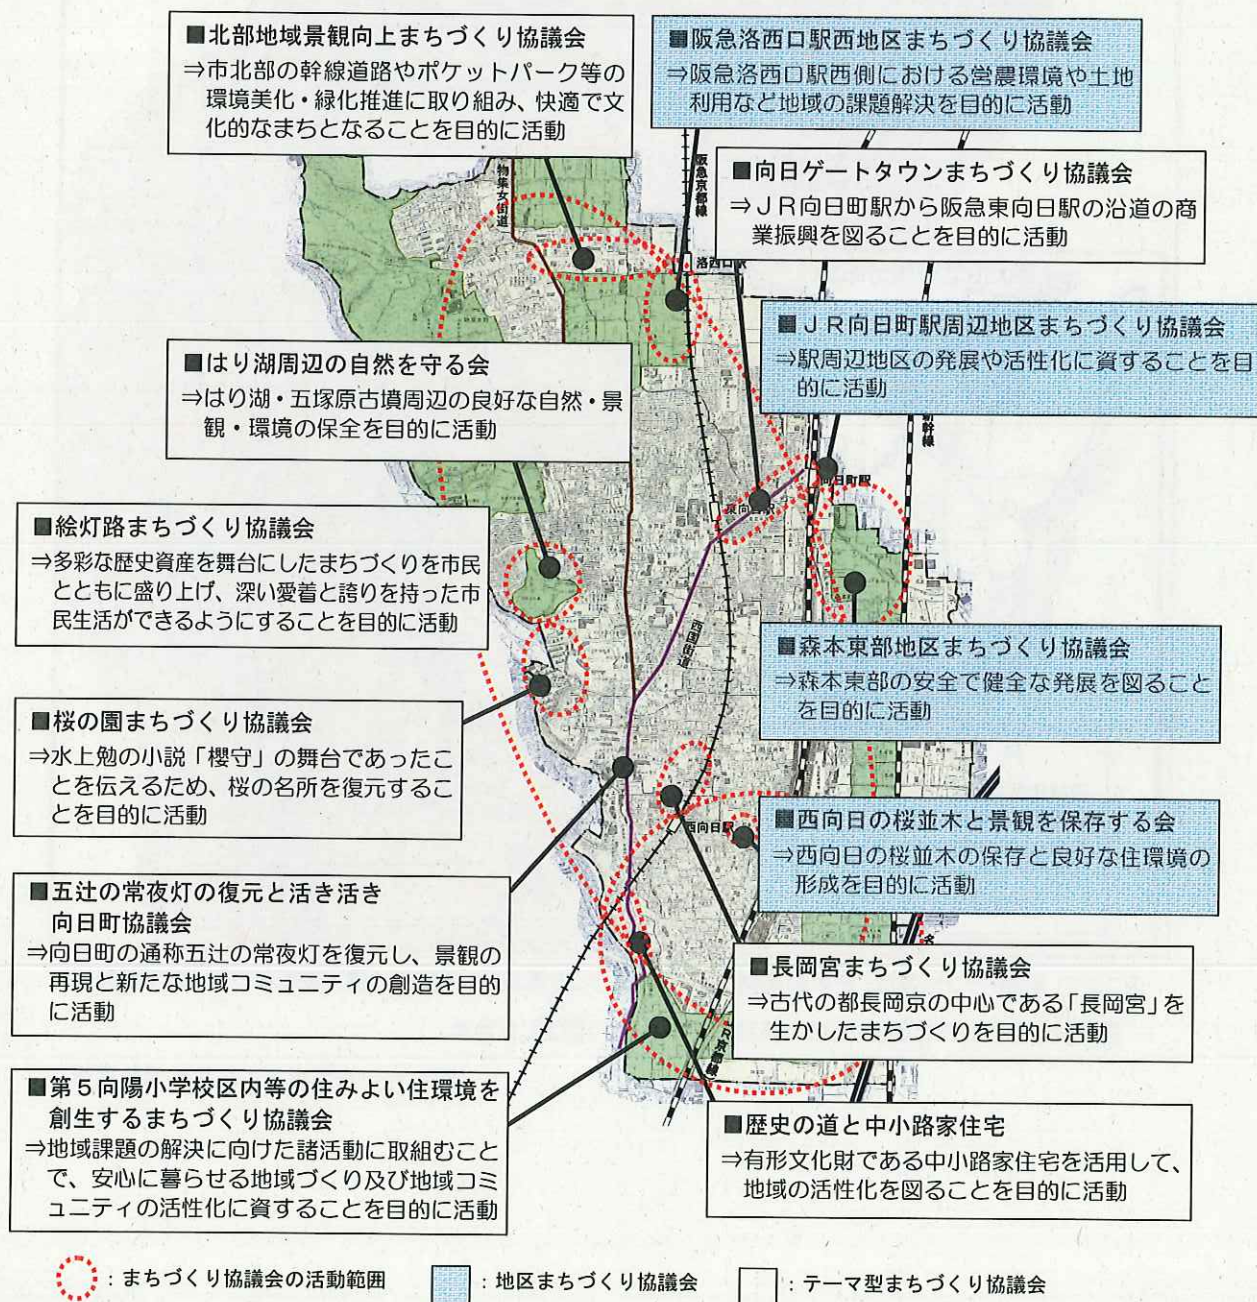 ■北部地域景観向上まちづくり協議会
⇒市北部の幹線道路やポケットパーク等の
環境美化・緑化推進に取り組み、快適で文
化的なまちとなることを目的に活動
■阪急洛西口駅西地区まちづくり協議会
⇒阪急洛西口駅西側における営農環境や土地
利用など地域の課題解決を目的に活動
■向日ゲートタウンまちづくり協議会
⇒ＪＲ向日町駅から阪急東向日駅の沿道の商
業振興を図ることを目的に活動
物集女街道
阪急京都線
洛西口駅
■ＪＲ向日町駅周辺地区まちづくり協議会
⇒駅周辺地区の発展や活性化に資することを目
的に活動
■はり湖周辺の自然を守る会
⇒はり湖・五塚原古墳周辺の良好な自然・景
観・環境の保全を目的に活動
新幹線
向日町駅
東向日駅
■絵灯路まちづくり協議会
⇒多彩な歴史資産を舞台にしたまちづくりを市民
とともに盛り上げ、深い愛着と誇りを持った市
民生活ができるようにすることを目的に活動
西国街道
■森本東部地区まちづくり協議会
⇒森本東部の安全で健全な発展を図ること
を目的に活動
■桜の園まちづくり協議会
⇒水上勉の小説「櫻守」の舞台であったこ
とを伝えるため、桜の名所を復元するこ
とを目的に活動
西向日駅
■西向日の桜並木と景観を保存する会
⇒西向日の桜並木の保存と良好な住環境の
形成を目的に活動
■五辻の常夜灯の復元と活き活き
向日町協議会
⇒向日町の通称五辻の常夜灯を復元し、景観の
再現と新たな地域コミュニティの創造を目的
に活動
■長岡宮まちづくり協議会
⇒古代の都長岡京の中心である「長岡宮」を
生かしたまちづくりを目的に活動
ＪＲ京都線
■第５向陽小学校区内等の住みよい住環境を
創生するまちづくり協議会
⇒地域課題の解決に向けた諸活動に取組むこと
で、安心に暮らせる地域づくり及び地域コミ
ュニティの活性化に資することを目的に活動
■歴史の道と中小路家住宅
⇒有形文化財である中小路家住宅を活用して、
地域の活性化を図ることを目的に活動
：まちづくり協議会の活動範囲
：地区まちづくり協議会
：テーマ型まちづくり協議会